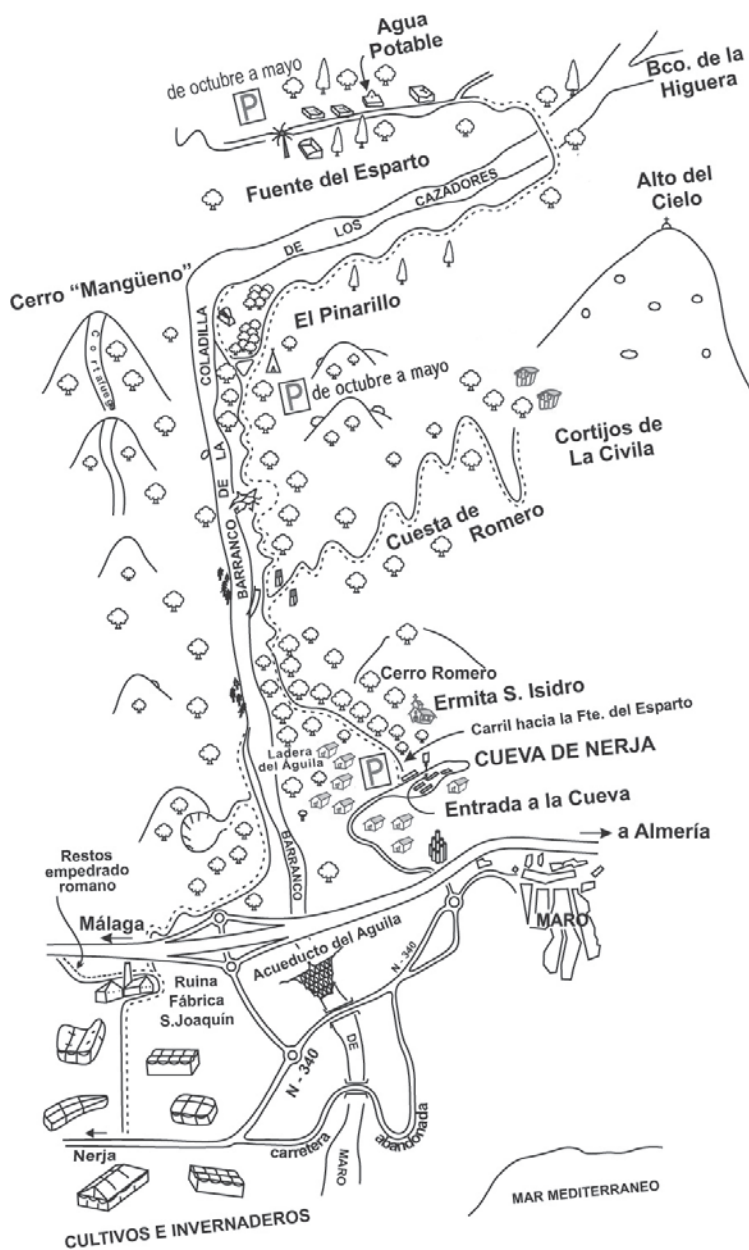 Agua
Potable
de octubre a mayo
P
Bco. de la
Higuera
Fuente del Esparto
Alto del
Cielo
COLADILLA DE LOS CAZADORES
Cerro “Mangüeno”
Cortafuego
El Pinarillo
P de octubre a mayo
Cortijos de
La Civila
Cuesta de
Romero
BARRANCO DE LA
Cerro Romero
Ermita S. Isidro
Carril hacia la Fte. del Esparto
Ladera
del Águila
P
CUEVA DE NERJA
Entrada a la Cueva
a Almería
BARRANCO
Restos
empedrado
romano
Málaga
MARO
Acueducto del Aguila
N - 340
Ruina
Fábrica
S.Joaquín
N - 340
DE
carretera
abandonada
Nerja
MARO
MAR MEDITERRANEO
CULTIVOS E INVERNADEROS